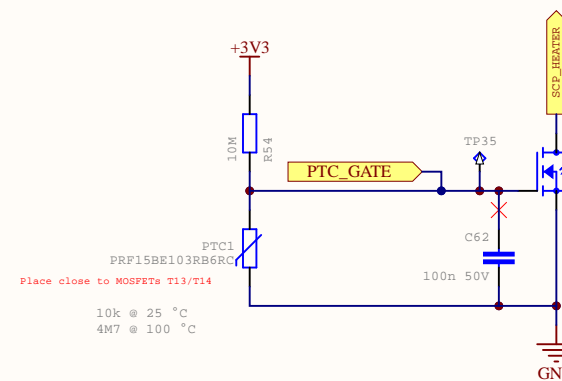 +3V3
SCP_HEATER
10M
R54
TP35
PTC_GATE
PTC1
PRF15BE103RB6RC
C62
Place close to MOSFETs T13/T14
100n 50V
10k @ 25 °C
4M7 @ 100 °C
GN